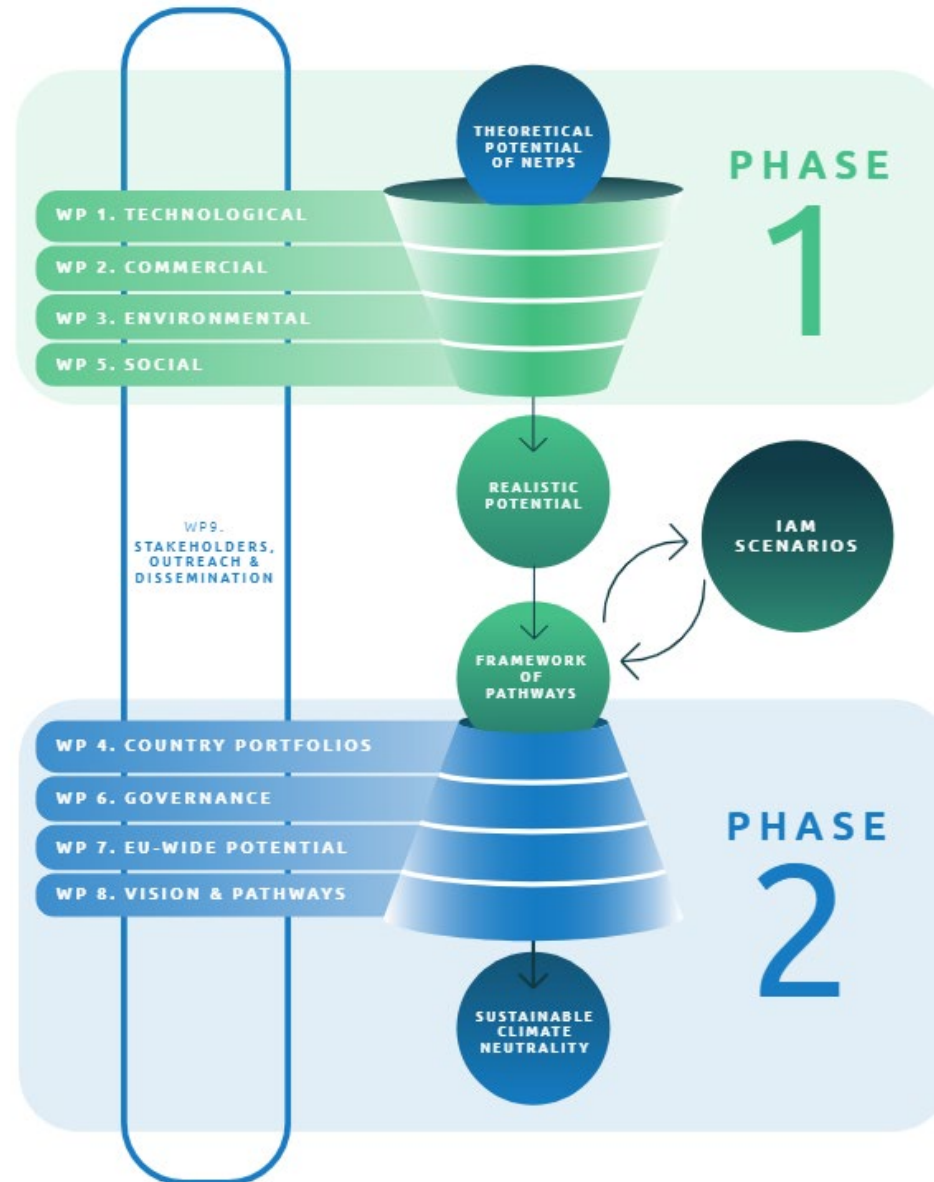 THEORETICAL
POTENTIAL
OF NETPS
PHASE
1
WP 1. TECHNOLOGICAL
WP 2. COMMERCIAL
WP 3. ENVIRONMENTAL
WP 5. SOCIAL
REALISTIC
POTENTIAL
IAM
SCENARIOS
WP9.
STAKEHOLDERS,
OUTREACH &
DISSEMINATION
FRAMEWORK
OF
PATHWAYS
WP 4. COUNTRY PORTFOLIOS
WP 6. GOVERNANCE
WP 7. EU-WIDE POTENTIAL
WP 8. VISION & PATHWAYS
PHASE
2
SUSTAINABLE
CLIMATE
NEUTRALITY